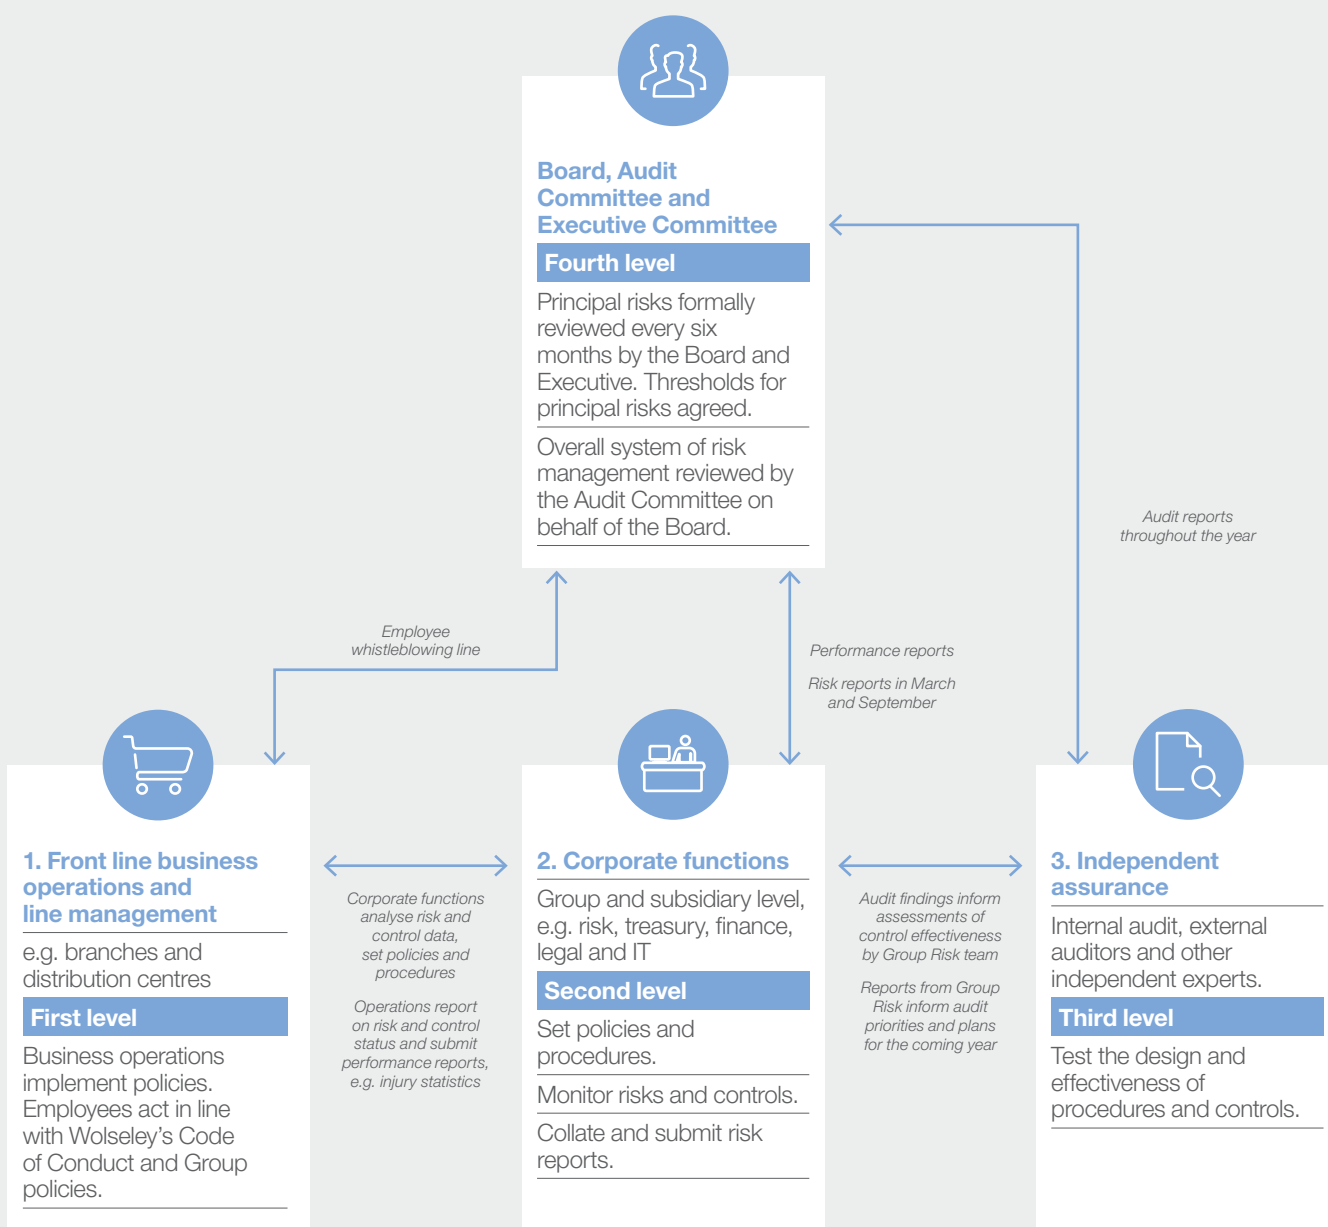 Board, Audit
Committee and
Executive Committee
Fourth level
Principal risks formally
reviewed every six
months by the Board and
Executive. Thresholds for
principal risks agreed.
Overall system of risk
management reviewed by
the Audit Committee on
behalf of the Board.
Audit reports
throughout the year
Employee
whistleblowing line
Performance reports
Risk reports in March
and September
1. Front line business
operations and
line management
e.g. branches and
distribution centres
First level
Business operations
implement policies.
Employees act in line
with Wolseley’s Code
of Conduct and Group
policies.
Corporate functions
analyse risk and
control data,
set policies and
procedures
Operations report
on risk and control
status and submit
performance reports,
e.g. injury statistics
2. Corporate functions
Group and subsidiary level,
e.g. risk, treasury, finance,
legal and IT
Second level
Set policies and
procedures.
Monitor risks and controls.
Collate and submit risk
reports.
Audit findings inform
assessments of
control effectiveness
by Group Risk team
Reports from Group
Risk inform audit
priorities and plans
for the coming year
3. Independent
assurance
Internal audit, external
auditors and other
independent experts.
Third level
Test the design and
effectiveness of
procedures and controls.